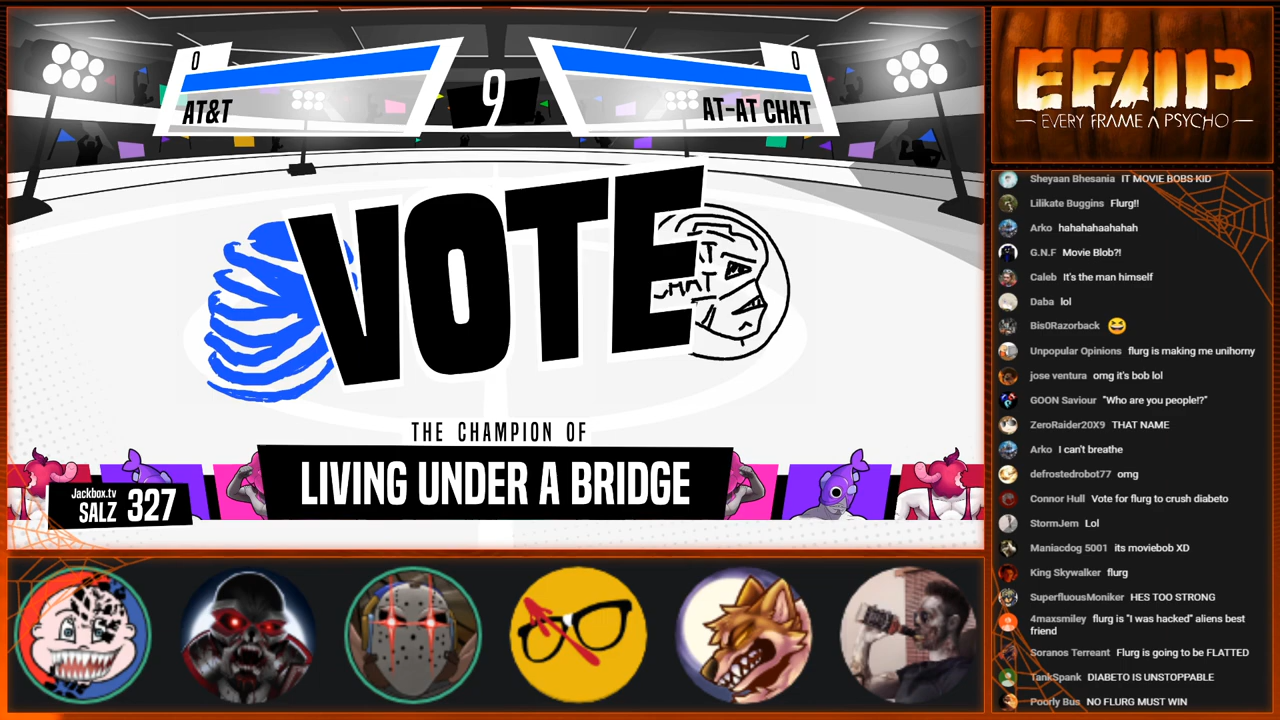 0
AT&T
9
0
AT-AT CHAT
VOTE
THE CHAMPION OF
LIVING UNDER A BRIDGE
Jackbox.tv
SALZ 327
EFAP
EVERY FRAME A PSYCHO
Sheyaan Bhesania IT MOVIE BOBS KID
Lilikate Buggins Flurg!!
Arko hahahahaahahah
G.N.F Movie Blob?!
Caleb It's the man himself
Daba lol
Bis0Razorback 😆
Unpopular Opinions flurg is making me unihorny
jose ventura omg it's bob lol
GOON Saviour "Who are you people!?"
ZeroRaider20X9 THAT NAME
Arko I can't breathe
defrostedrobot77 omg
Connor Hull Vote for flurg to crush diabeto
StormJem Lol
Maniacdog 5001 its moviebob XD
King Skywalker flurg
SuperfluousMoniker HES TOO STRONG
4maxsmiley flurg is "I was hacked" aliens best
friend
Soranos Terreant Flurg is going to be FLATTED
TankSpank DIABETO IS UNSTOPPABLE
Poorly Bus NO FLURG MUST WIN